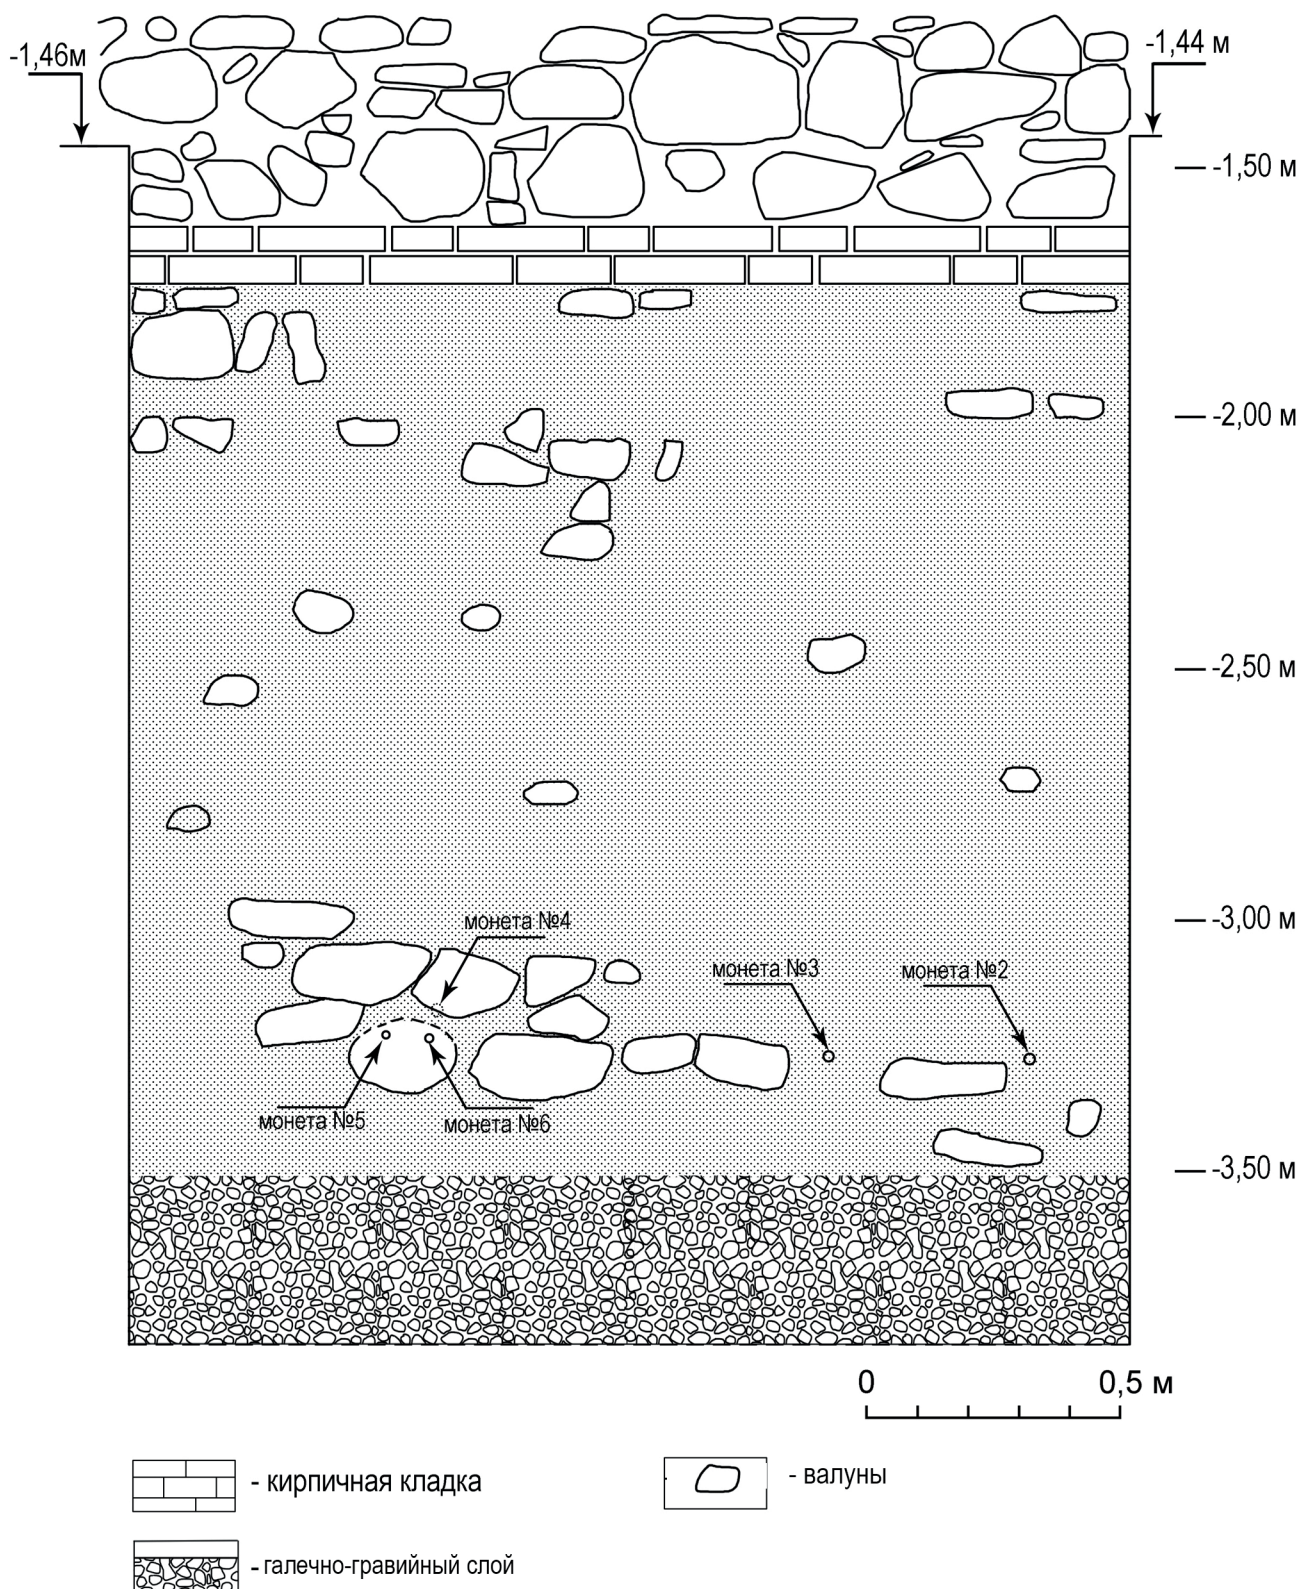 -1,46м
-1,44 м
-1,50 м
-2,00 м
-2,50 м
-3,00 м
монета №4
монета №3
монета №2
монета №5
монета №6
-3,50 м
0 0,5 м
- кирпичная кладка
- валуны
- галечно-гравийный слой